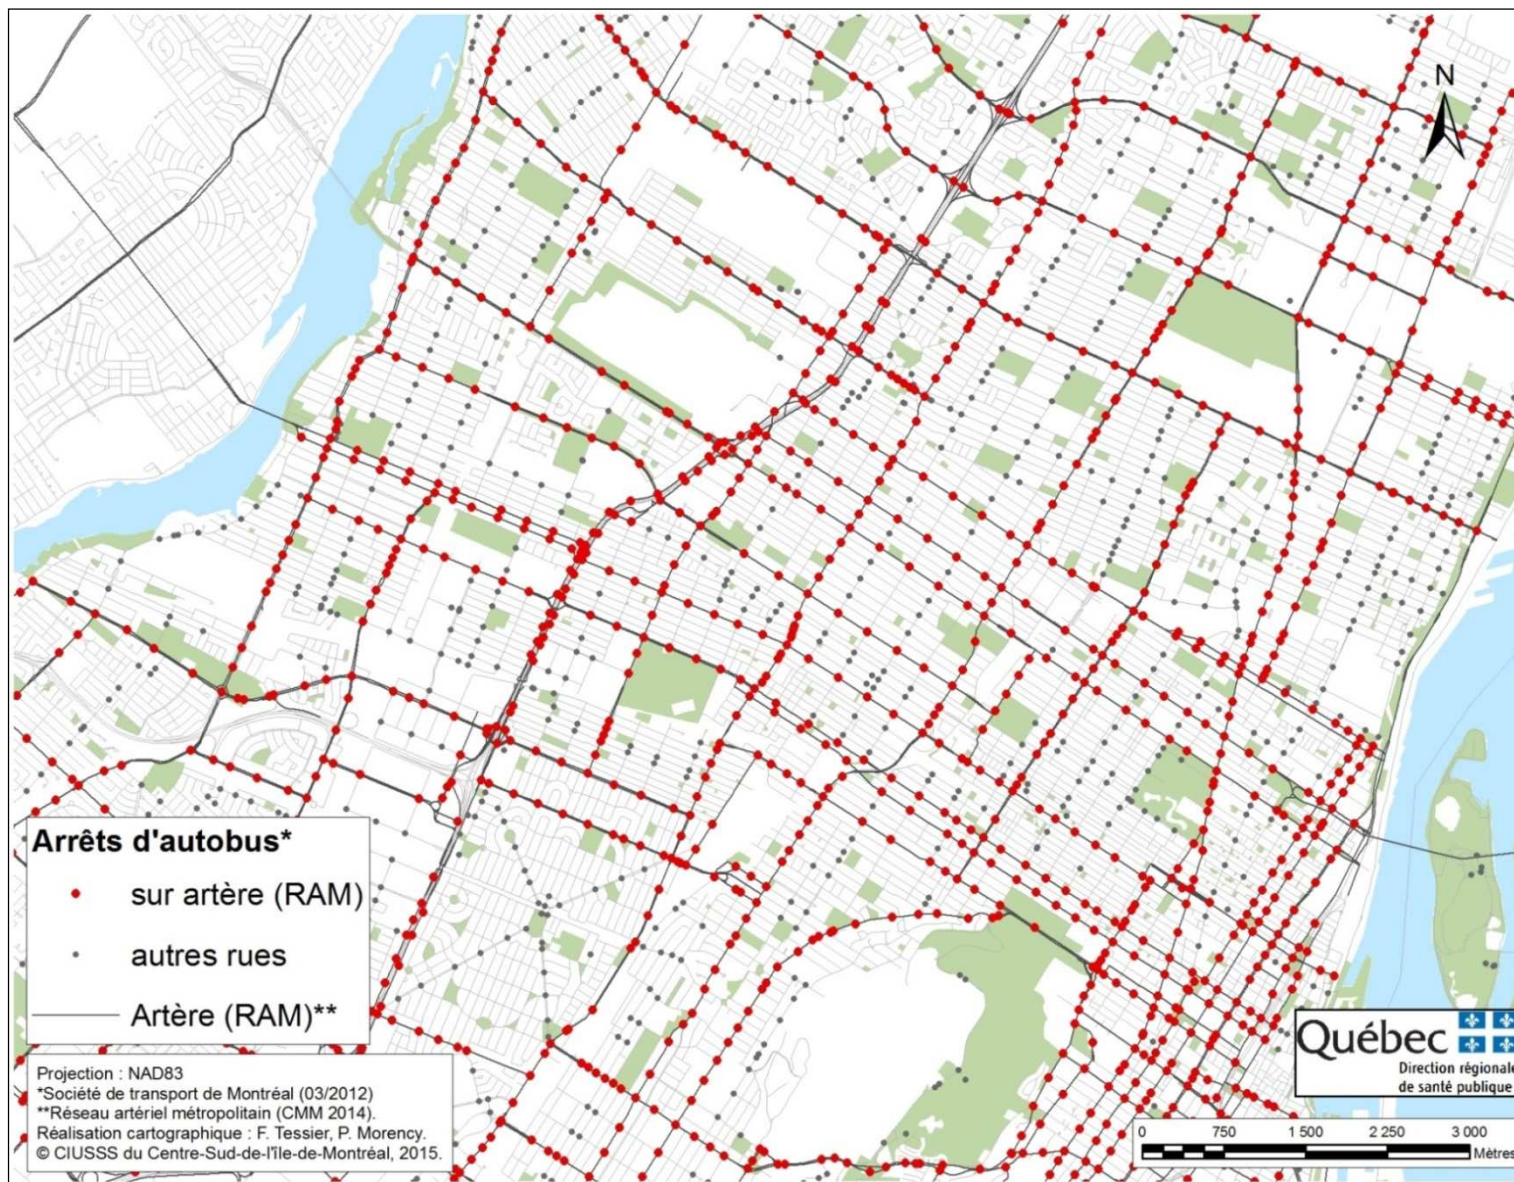 N
Arrêts d'autobus*
sur artère (RAM)
autres rues
Artère (RAM)**
Projection : NAD83
*Société de transport de Montréal (03/2012)
**Réseau artériel métropolitain (CMM 2014).
Réalisation cartographique : F. Tessier, P. Morency.
© CIUSSS du Centre-Sud-de-l'île-de-Montréal, 2015.
Québec
Direction régionale
de santé publique
0 750 1 500 2 250 3 000
Mètres